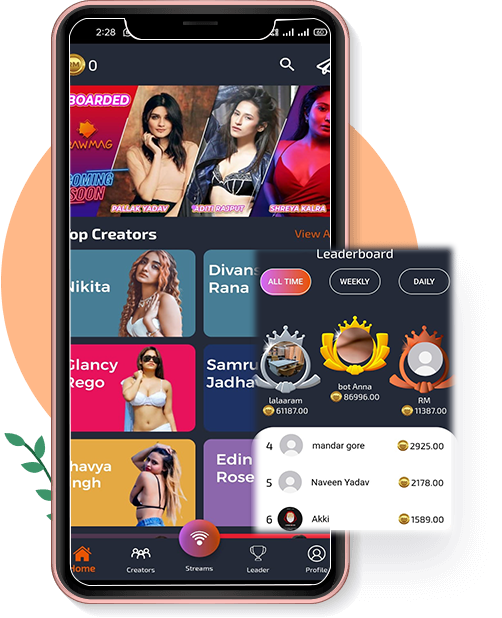 2:28
60
RM 0
BOARDED
RAWMAG
COMING
SOON
PALLAK YADAV
ADITI RAJPUT
SHREYA KALRA
op Creators
View A
Nikita
Divans
Rana
Glancy
Rego
Samru
Jadha
havya
ingh
Edin
Rose
Home
Creators
Streams
Leader
Profile
Leaderboard
ALL TIME
WEEKLY
DAILY
lalaaram
61187.00
bot Anna
86996.00
RM
11387.00
4 mandar gore 2925.00
5 Naveen Yadav 2178.00
6 Akki 1589.00